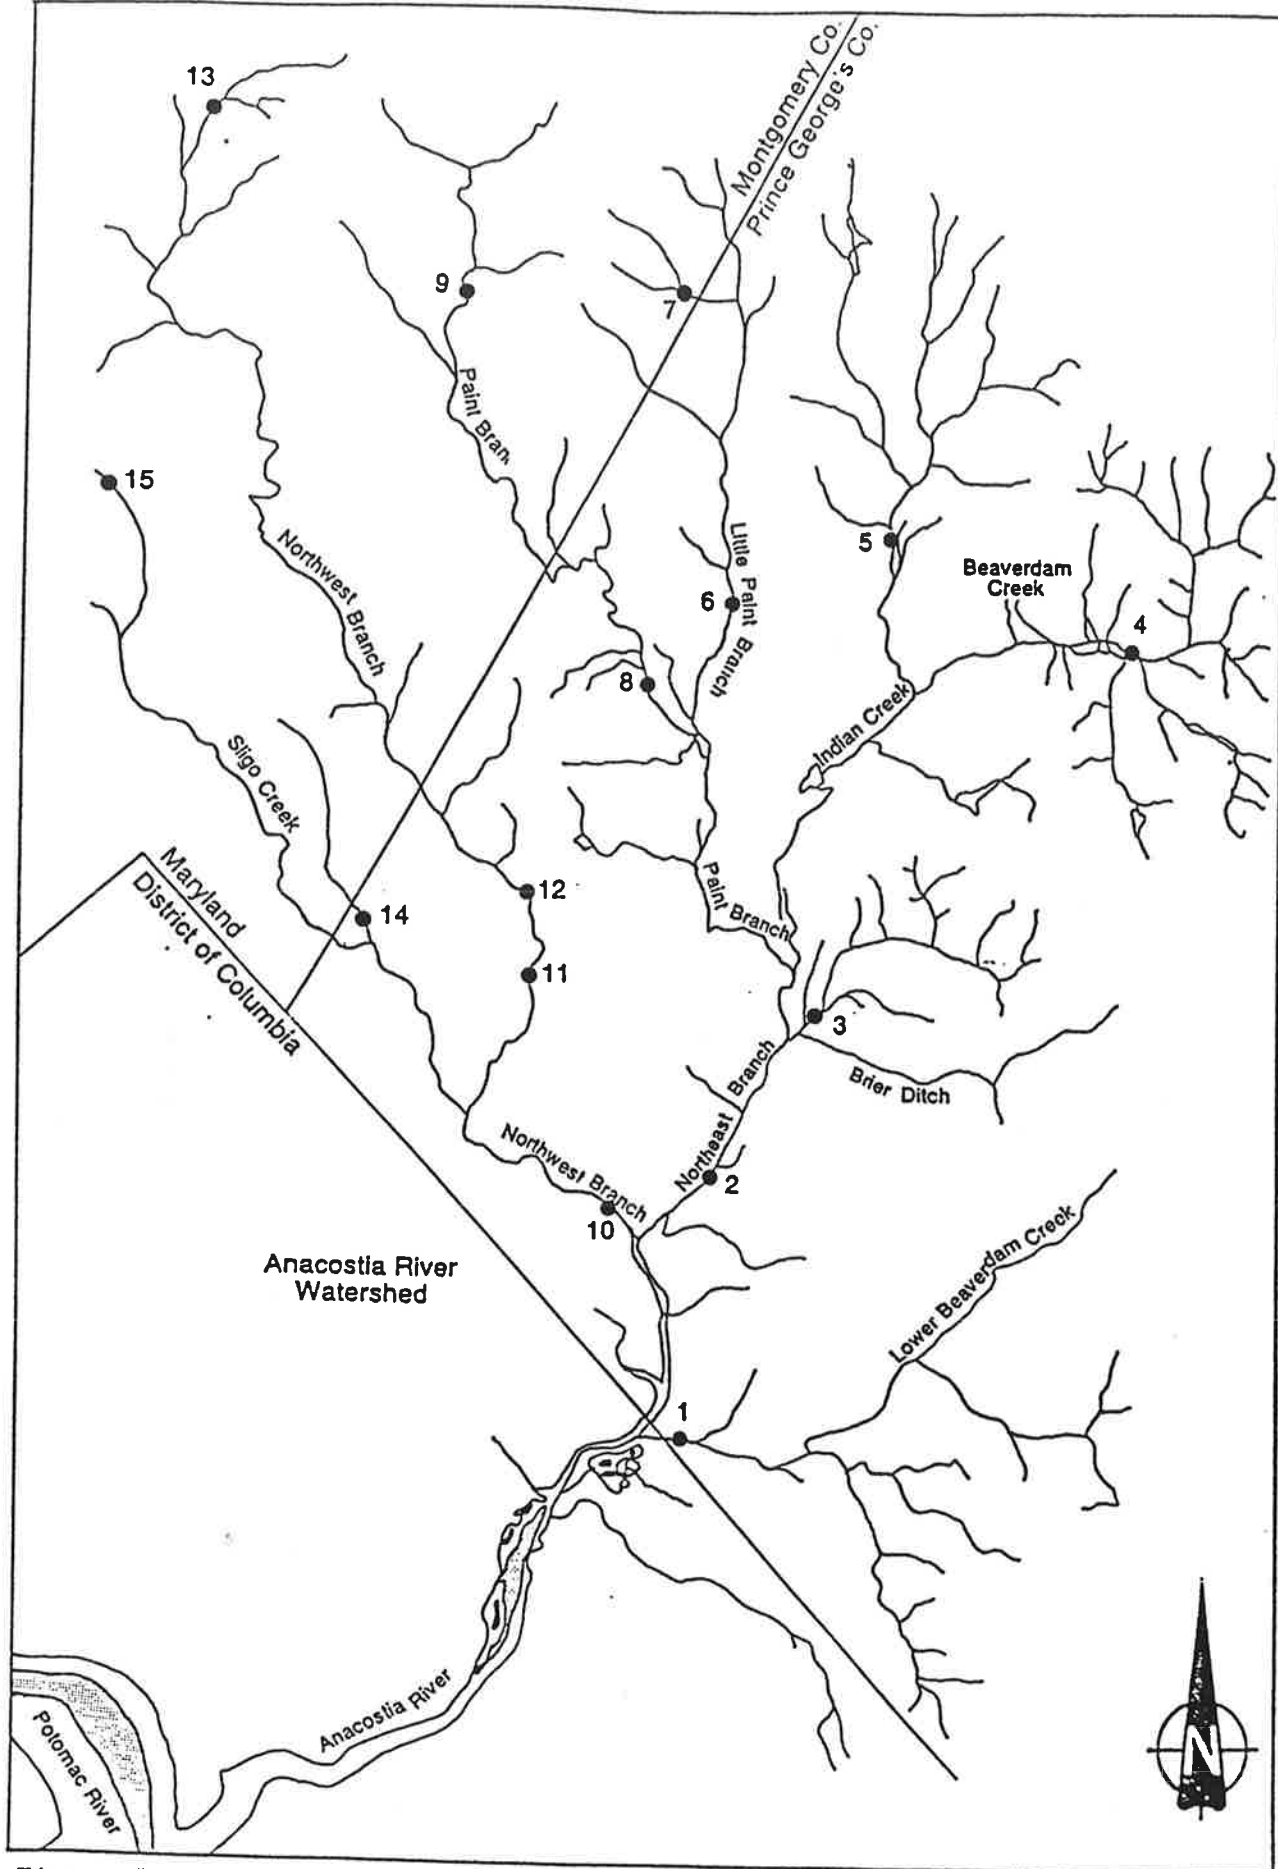 13
Montgomery Co.
Prince George's Co.
9
7
Paint Bran
15
5
Northwest Branch
Little Paint Branch
Beaverdam
Creek
6
4
8
Indian Creek
Sligo Creek
Maryland
District of Columbia
12
14
Paint Branch
11
3
Brier Ditch
Northeast Branch
Northwest Branch
2
10
Lower Beaverdam Creek
Anacostia River
Watershed
1
Anacostia River
Potomac River
N